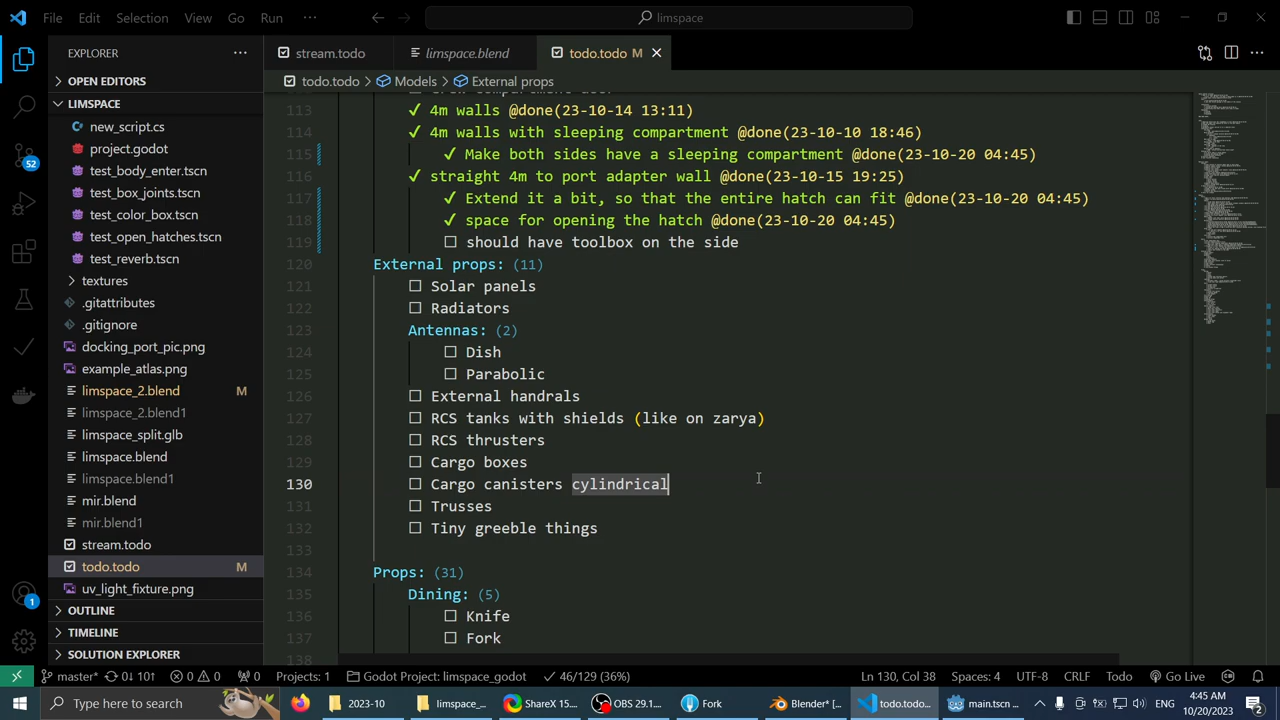 File Edit Selection View Go Run ···
limspace
EXPLORER ···
stream.todo
limspace.blend
todo.todo M
todo.todo > Models > External props
OPEN EDITORS
LIMSPACE
new_script.cs
project.godot
test_body_enter.tscn
test_box_joints.tscn
test_color_box.tscn
test_open_hatches.tscn
test_reverb.tscn
textures
.gitattributes
.gitignore
docking_port_pic.png
example_atlas.png
limspace_2.blend M
limspace_2.blend1
limspace_split.glb
limspace.blend
limspace.blend1
mir.blend
mir.blend1
stream.todo
todo.todo M
uv_light_fixture.png
OUTLINE
TIMELINE
SOLUTION EXPLORER
52
1
113 ✓ 4m walls @done(23-10-14 13:11)
114 ✓ 4m walls with sleeping compartment @done(23-10-10 18:46)
115 ✓ Make both sides have a sleeping compartment @done(23-10-20 04:45)
116 ✓ straight 4m to port adapter wall @done(23-10-15 19:25)
117 ✓ Extend it a bit, so that the entire hatch can fit @done(23-10-20 04:45)
118 ✓ space for opening the hatch @done(23-10-20 04:45)
119 ☐ should have toolbox on the side
120 External props: (11)
121 ☐ Solar panels
122 ☐ Radiators
123 Antennas: (2)
124 ☐ Dish
125 ☐ Parabolic
126 ☐ External handrals
127 ☐ RCS tanks with shields (like on zarya)
128 ☐ RCS thrusters
129 ☐ Cargo boxes
130 ☐ Cargo canisters cylindrical
131 ☐ Trusses
132 ☐ Tiny greeble things
133
134 Props: (31)
135 Dining: (5)
136 ☐ Knife
137 ☐ Fork
138
master* 0↓ 10↑ 0 0 0 Projects: 1 Godot Project: limspace_godot ✓ 46/129 (36%) Ln 130, Col 38 Spaces: 4 UTF-8 CRLF Todo Go Live
Type here to search 2023-10 limspace_... ShareX 15.... OBS 29.1.... Fork Blender* [... todo.todo... main.tscn ... 4:45 AM
10/20/2023
2